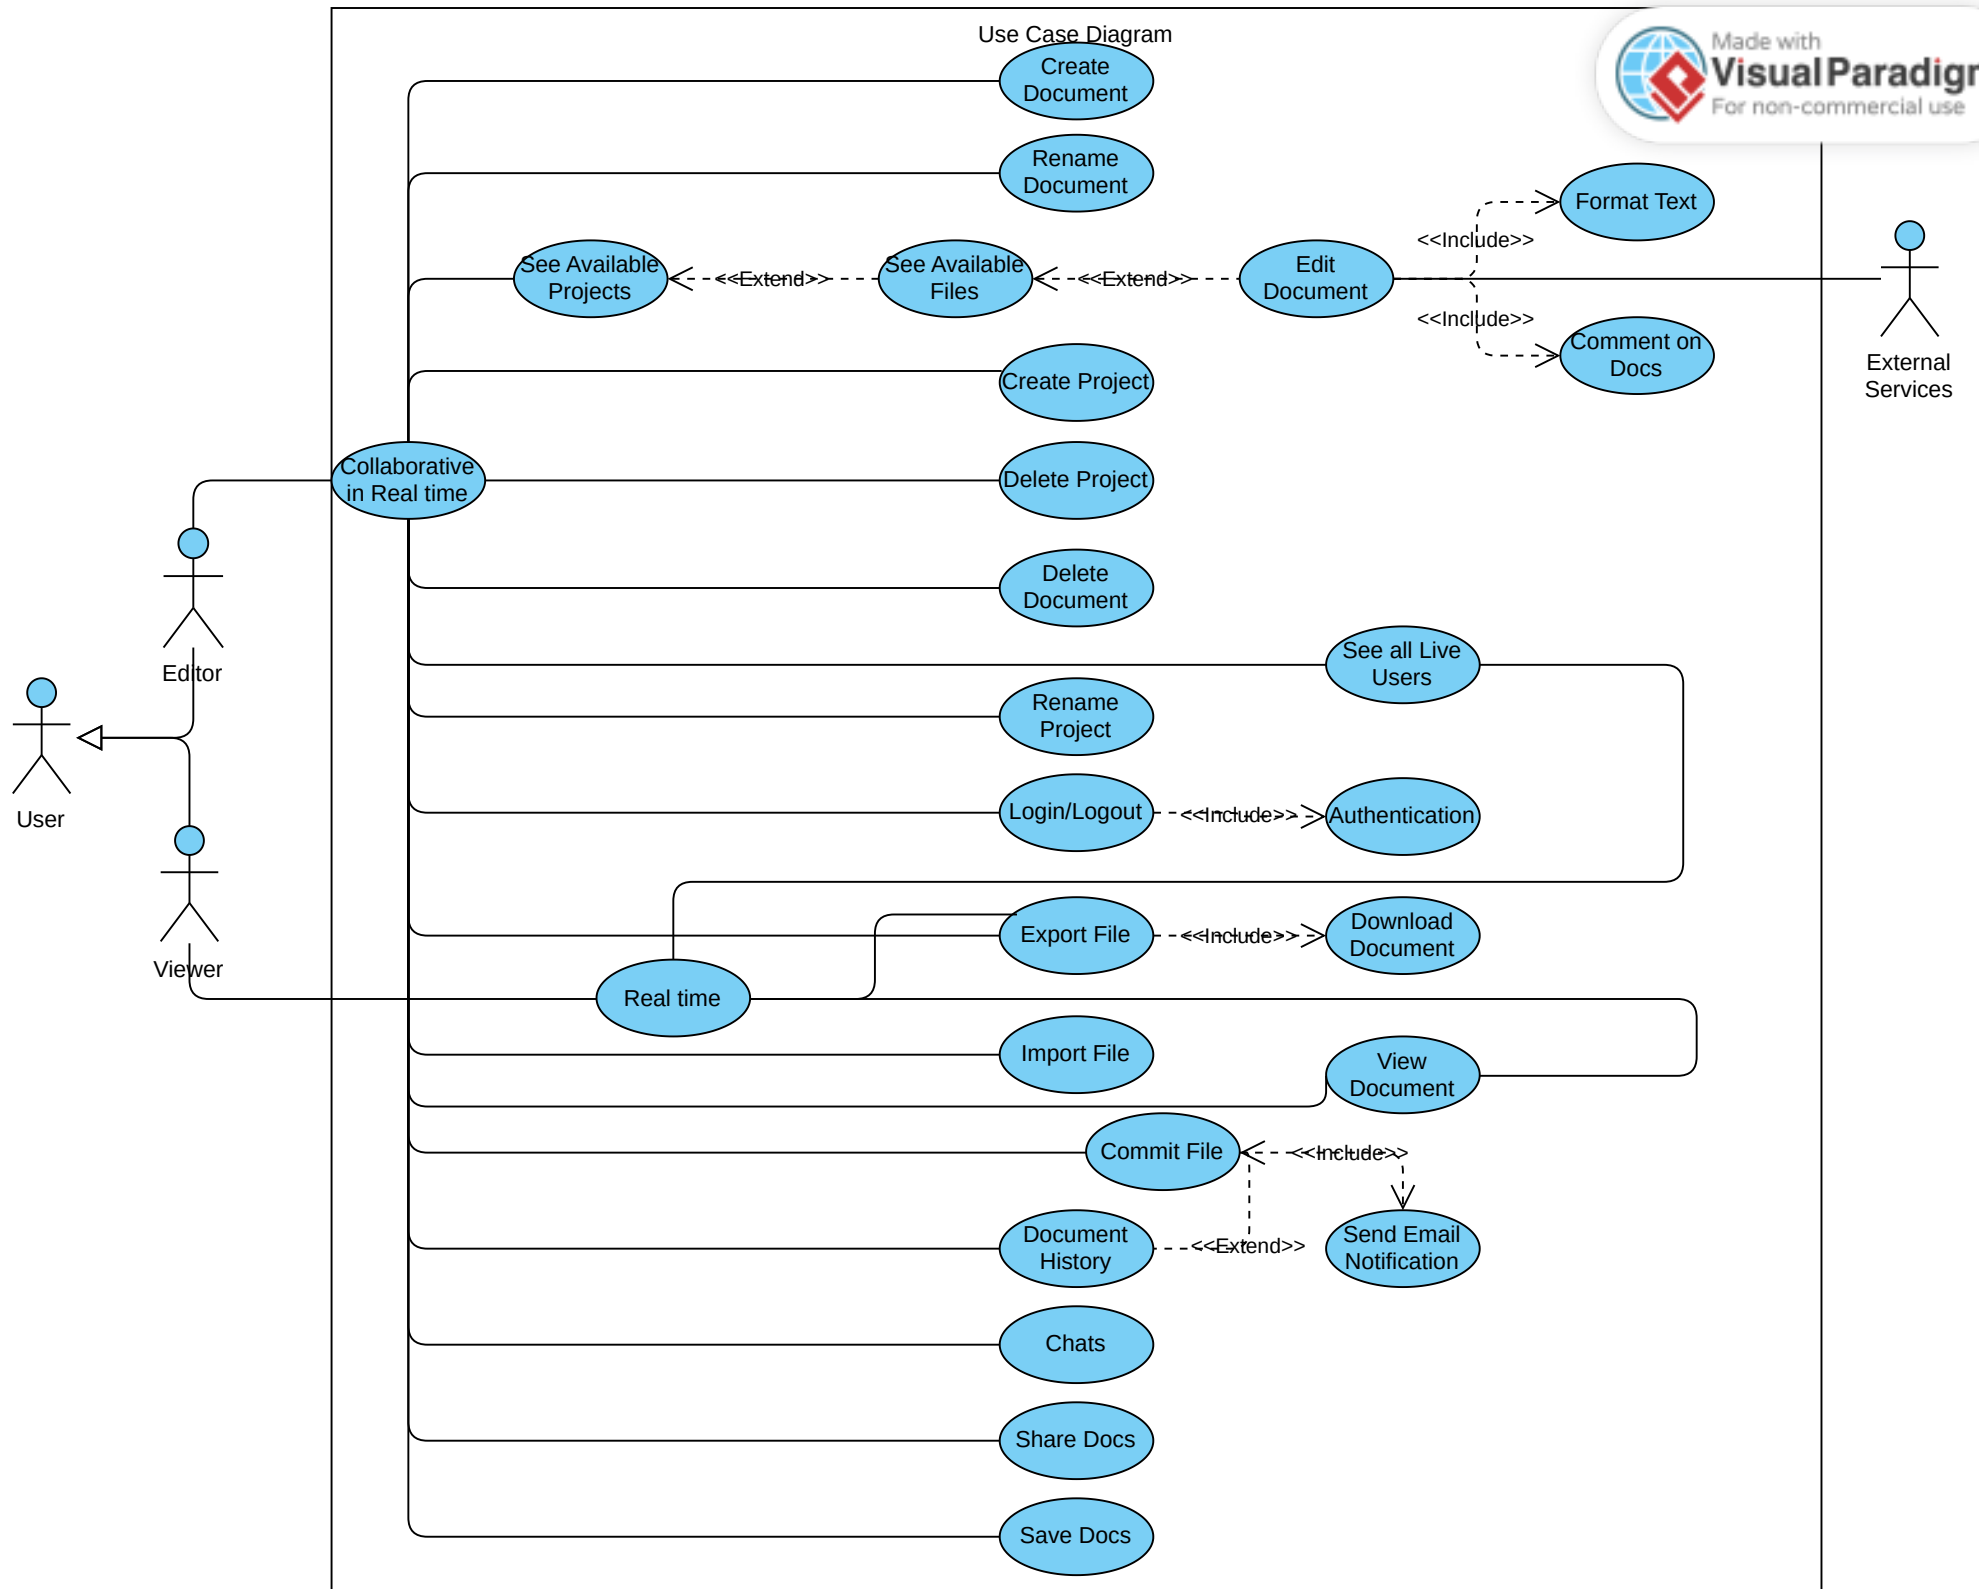 Use Case Diagram
Made with
Visual Paradigm
For non-commercial use
Create
Document
Rename
Document
Format Text
<<Include>>
See Available
Projects
<<Extend>>
See Available
Files
<<Extend>>
Edit
Document
<<Include>>
Comment on
Docs
External
Services
Create Project
Collaborative
in Real time
Delete Project
Delete
Document
Editor
See all Live
Users
Rename
Project
User
Login/Logout
<<Include>>
Authentication
Export File
<<Include>>
Download
Document
Viewer
Real time
Import File
View
Document
Commit File
<<Include>>
Document
History
<<Extend>>
Send Email
Notification
Chats
Share Docs
Save Docs